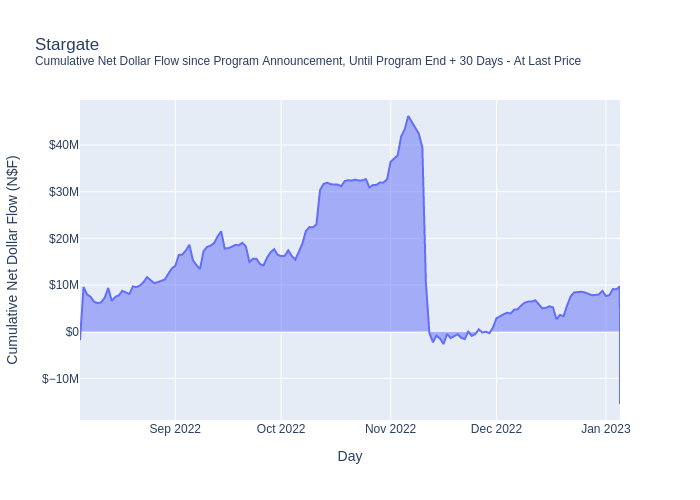 Stargate
Cumulative Net Dollar Flow since Program Announcement, Until Program End + 30 Days - At Last Price
Cumulative Net Dollar Flow (N$F)
$40M
$30M
$20M
$10M
$0
$−10M
Sep 2022 Oct 2022 Nov 2022 Dec 2022 Jan 2023
Day